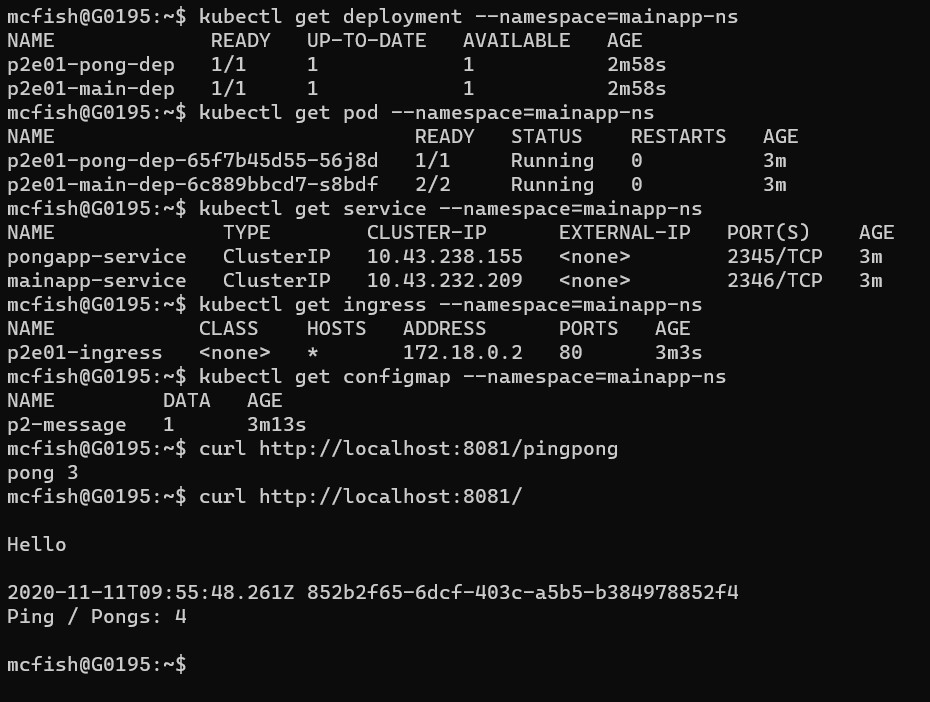 mcfish@G0195:~$ kubectl get deployment --namespace=mainapp-ns
NAME             READY   UP-TO-DATE   AVAILABLE   AGE
p2e01-pong-dep   1/1     1            1           2m58s
p2e01-main-dep   1/1     1            1           2m58s
mcfish@G0195:~$ kubectl get pod --namespace=mainapp-ns
NAME                              READY   STATUS    RESTARTS   AGE
p2e01-pong-dep-65f7b45d55-56j8d   1/1     Running   0          3m
p2e01-main-dep-6c889bbcd7-s8bdf   2/2     Running   0          3m
mcfish@G0195:~$ kubectl get service --namespace=mainapp-ns
NAME              TYPE        CLUSTER-IP      EXTERNAL-IP   PORT(S)    AGE
pongapp-service   ClusterIP   10.43.238.155   <none>        2345/TCP   3m
mainapp-service   ClusterIP   10.43.232.209   <none>        2346/TCP   3m
mcfish@G0195:~$ kubectl get ingress --namespace=mainapp-ns
NAME            CLASS    HOSTS   ADDRESS      PORTS   AGE
p2e01-ingress   <none>   *       172.18.0.2   80      3m3s
mcfish@G0195:~$ kubectl get configmap --namespace=mainapp-ns
NAME         DATA   AGE
p2-message   1      3m13s
mcfish@G0195:~$ curl http://localhost:8081/pingpong
pong 3
mcfish@G0195:~$ curl http://localhost:8081/
Hello
2020-11-11T09:55:48.261Z 852b2f65-6dcf-403c-a5b5-b384978852f4
Ping / Pongs: 4
mcfish@G0195:~$